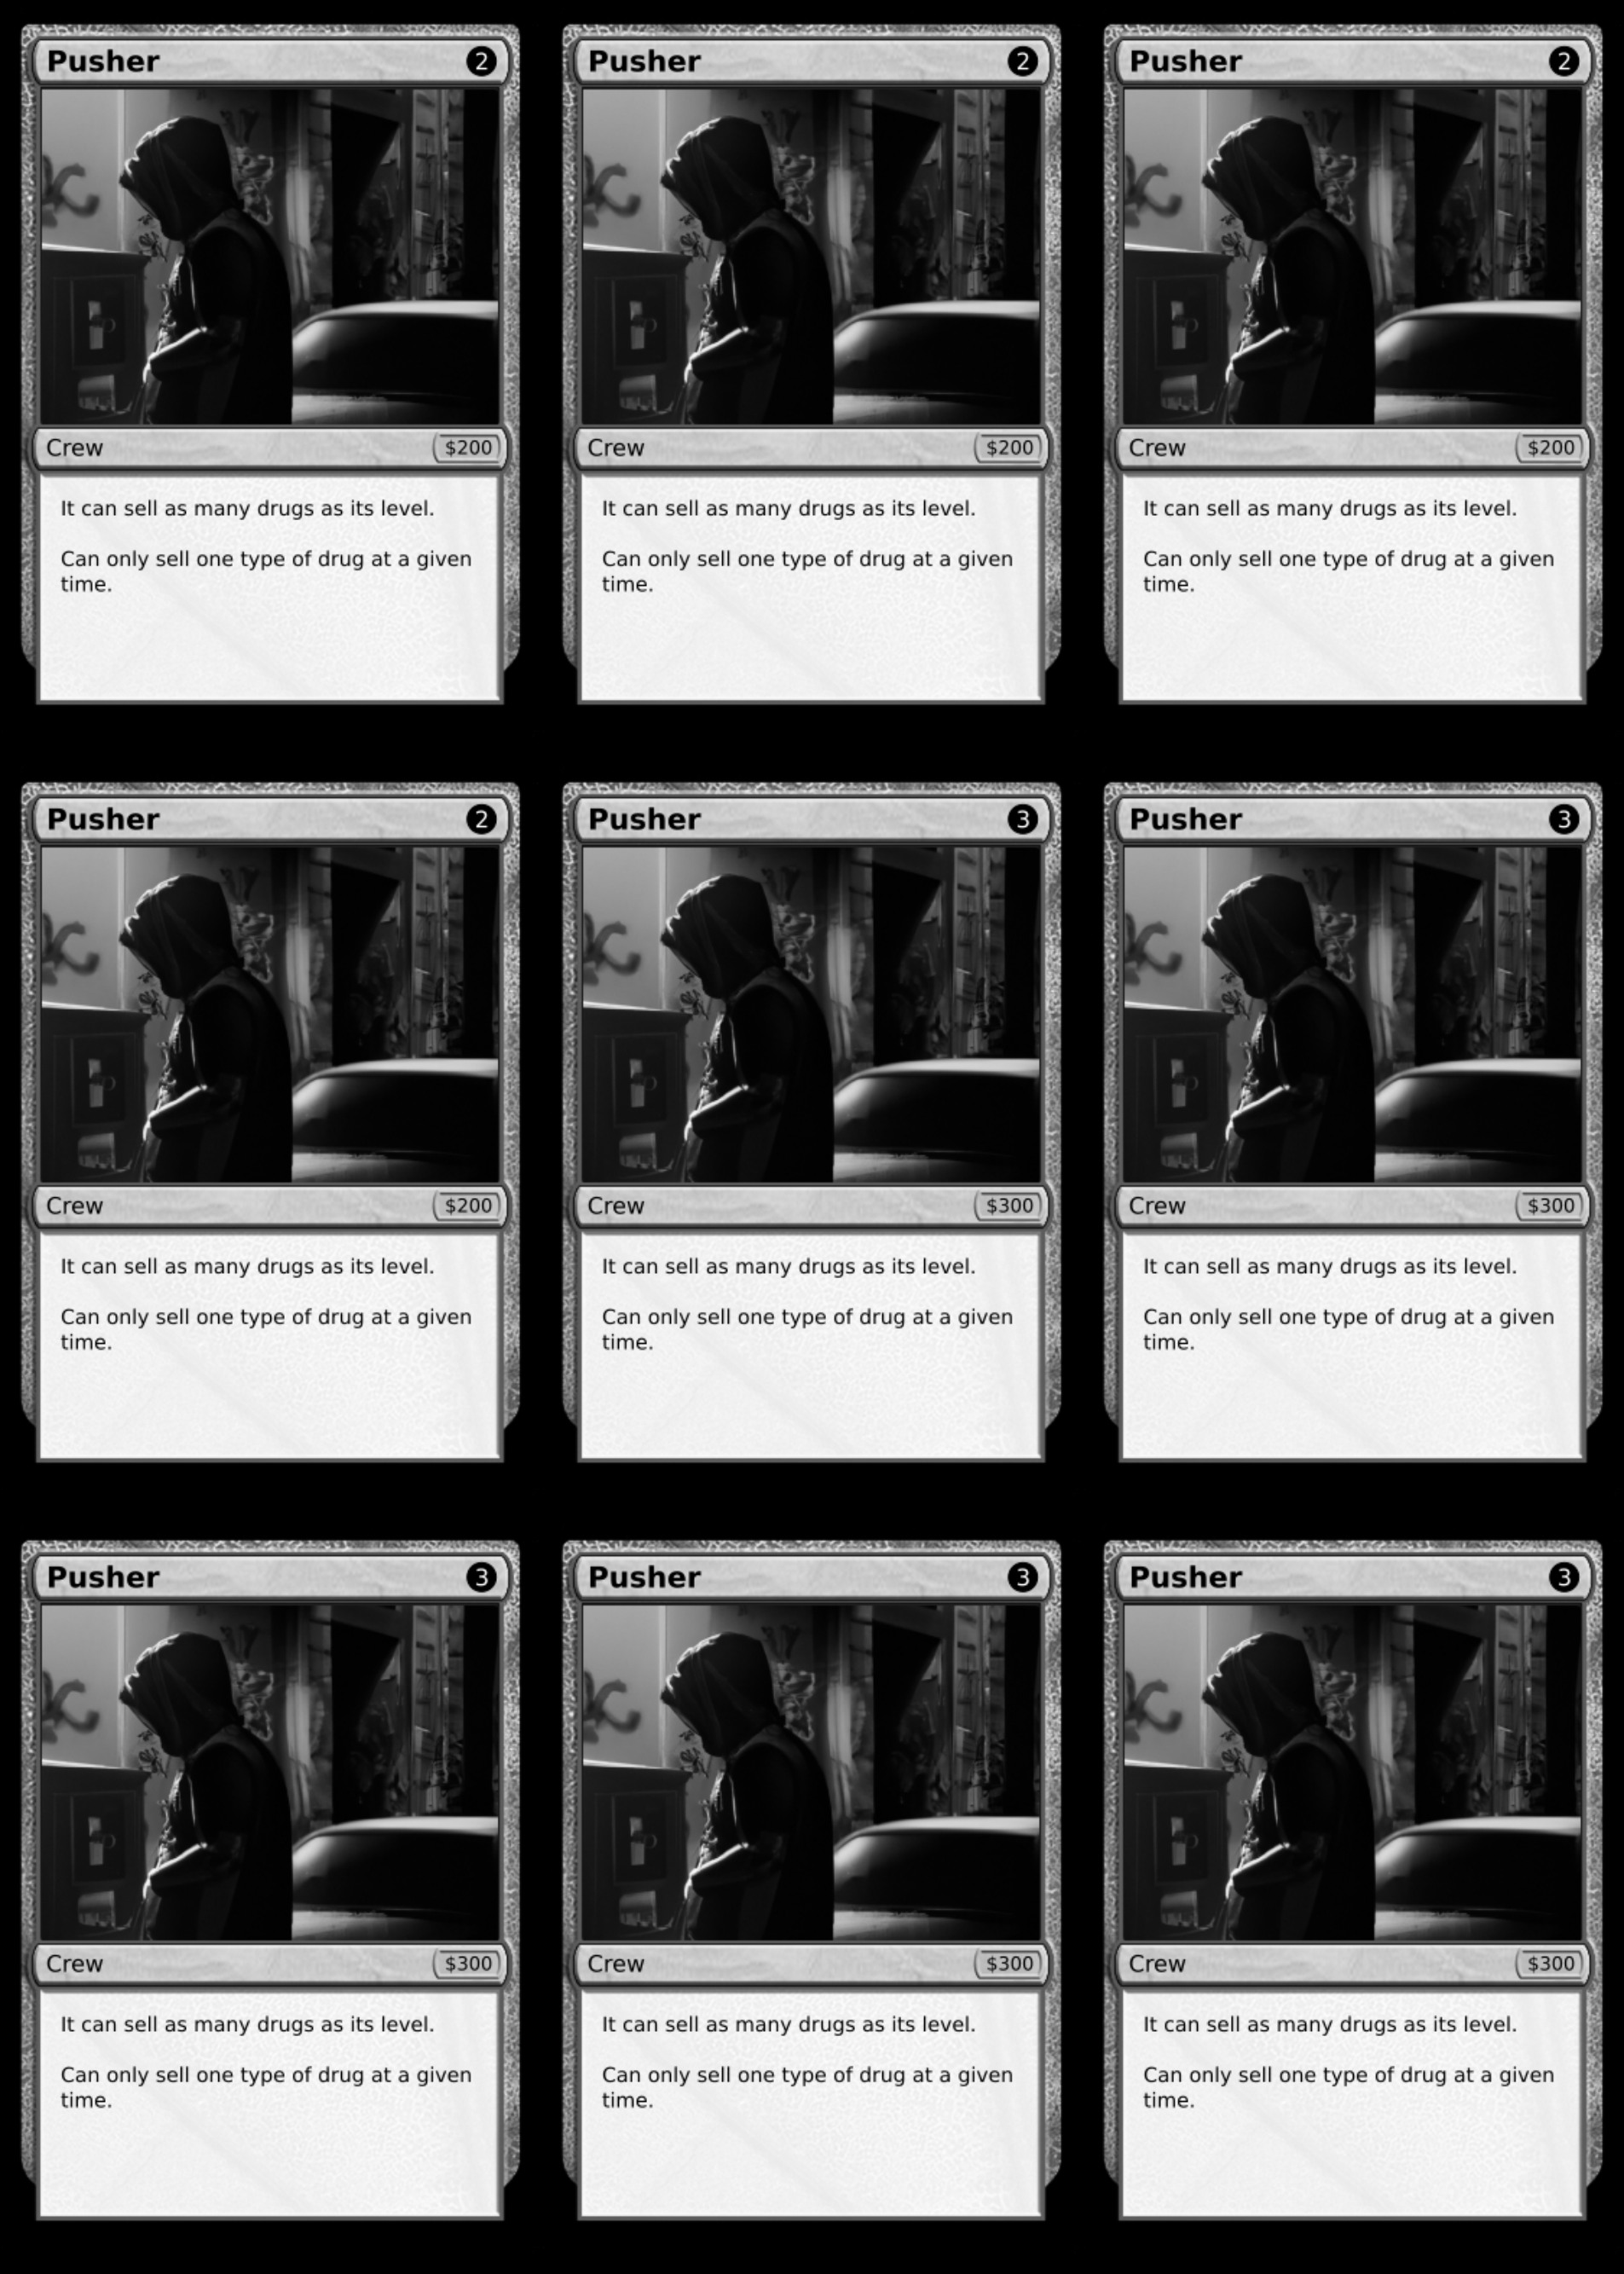 Pusher 2
Crew $200
It can sell as many drugs as its level.
Can only sell one type of drug at a given
time.
Pusher 2
Crew $200
It can sell as many drugs as its level.
Can only sell one type of drug at a given
time.
Pusher 2
Crew $200
It can sell as many drugs as its level.
Can only sell one type of drug at a given
time.
Pusher 2
Crew $200
It can sell as many drugs as its level.
Can only sell one type of drug at a given
time.
Pusher 3
Crew $300
It can sell as many drugs as its level.
Can only sell one type of drug at a given
time.
Pusher 3
Crew $300
It can sell as many drugs as its level.
Can only sell one type of drug at a given
time.
Pusher 3
Crew $300
It can sell as many drugs as its level.
Can only sell one type of drug at a given
time.
Pusher 3
Crew $300
It can sell as many drugs as its level.
Can only sell one type of drug at a given
time.
Pusher 3
Crew $300
It can sell as many drugs as its level.
Can only sell one type of drug at a given
time.